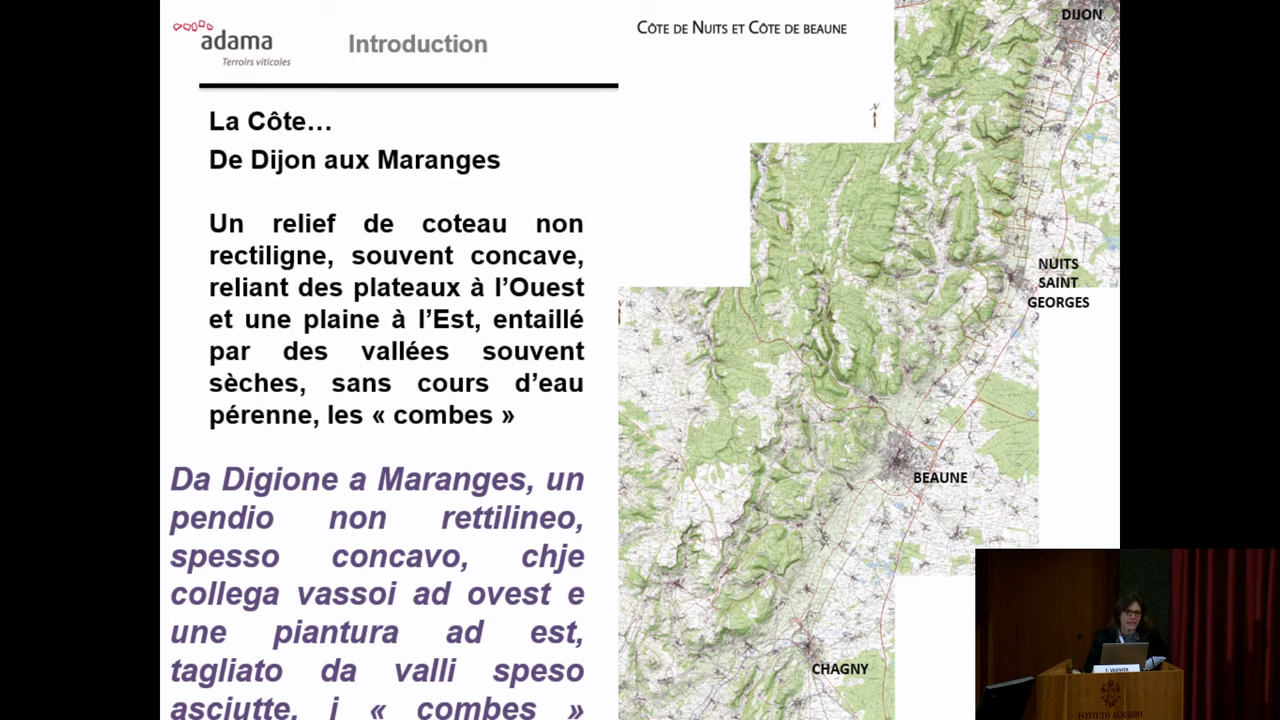 adama
Terroirs viticoles
Introduction
CÔTE DE NUITS ET CÔTE DE BEAUNE
DIJON
La Côte…
De Dijon aux Maranges
N
Un relief de coteau non
rectiligne, souvent concave,
reliant des plateaux à l’Ouest
et une plaine à l’Est, entaillé
par des vallées souvent
sèches, sans cours d’eau
pérenne, les « combes »
NUITS
SAINT
GEORGES
Da Digione a Maranges, un
pendio non rettilineo,
spesso concavo, chje
collega vassoi ad ovest e
une piantura ad est,
tagliato da valli speso
asciutte, i « combes »
BEAUNE
CHAGNY
ISTITUTO AGRARIO